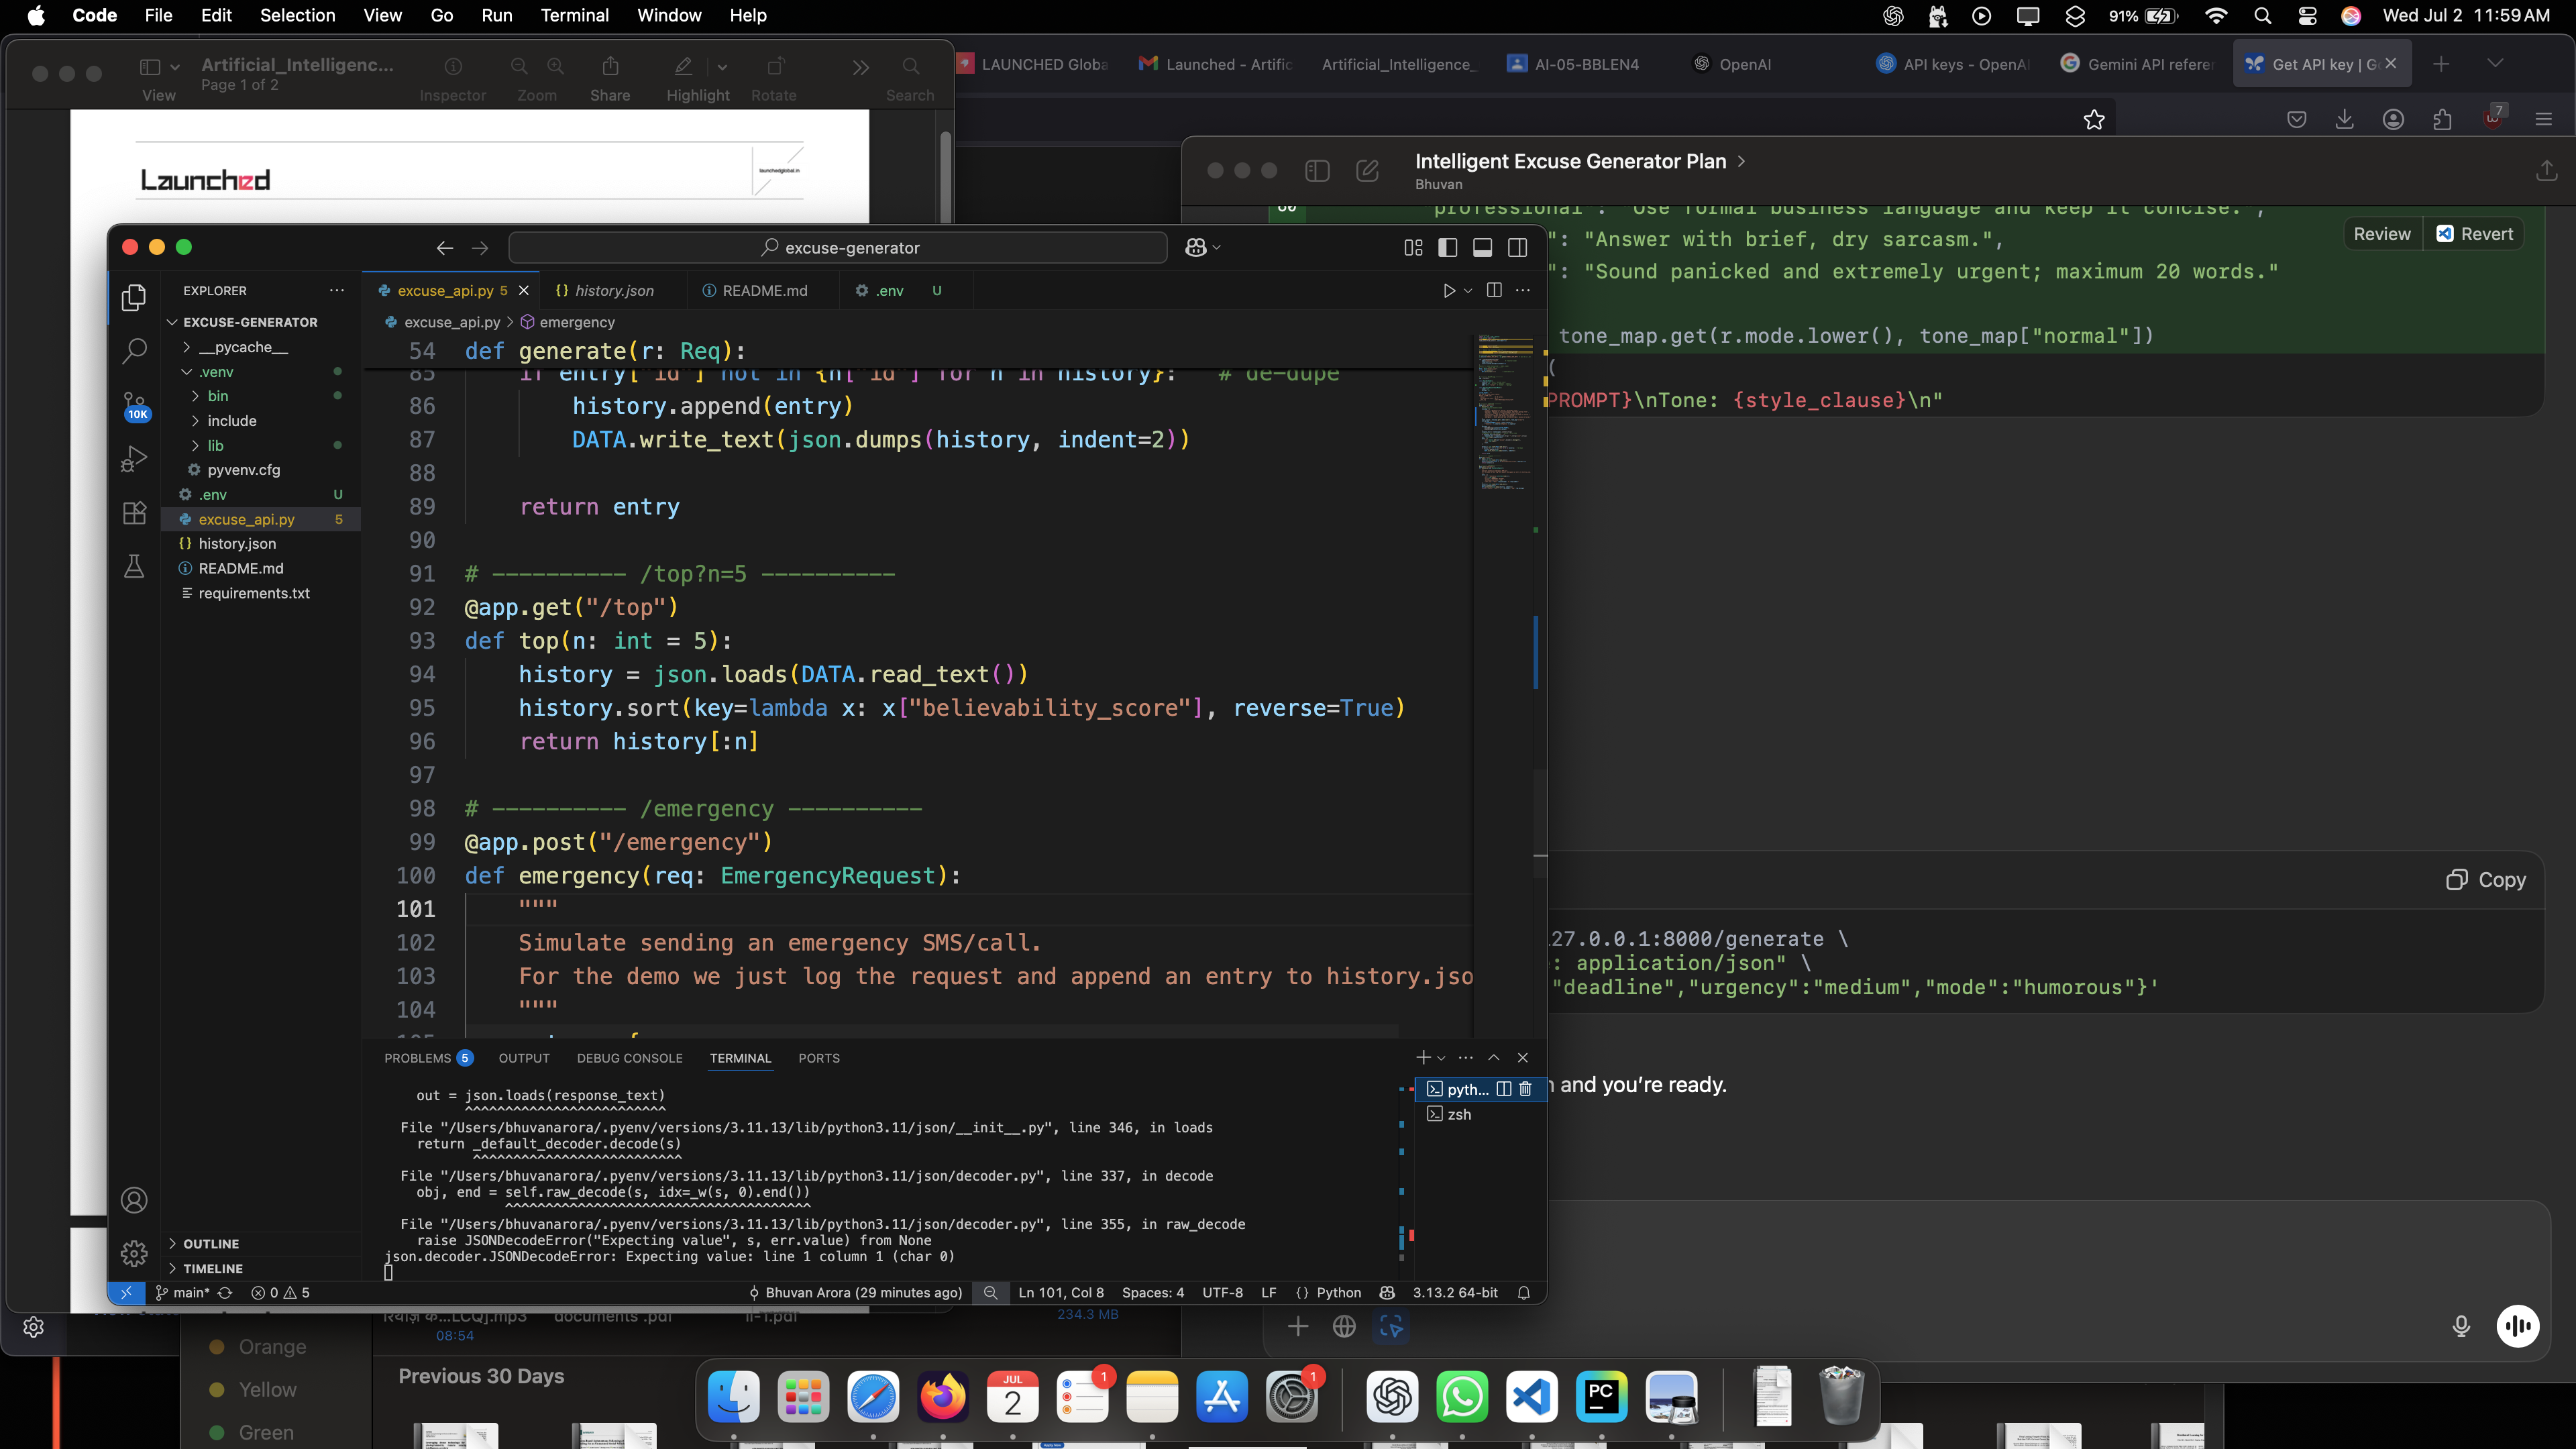 Code File Edit Selection View Go Run Terminal Window Help
91% Wed Jul 2 11:59 AM
Artificial_Intelligenc...
Page 1 of 2
View Inspector Zoom Share Highlight Rotate Search
LAUNCHED Globa
Launched - Artific
Artificial_Intelligence_
AI-05-BBLEN4
OpenAI
API keys - OpenAI
Gemini API referer
Get API key | G
7
Launched
launchedglobal.in
Intelligent Excuse Generator Plan >
Bhuvan
professional": "Use formal business language and keep it concise.",
": "Answer with brief, dry sarcasm.",
": "Sound panicked and extremely urgent; maximum 20 words."
Review Revert
tone_map.get(r.mode.lower(), tone_map["normal"])
(
PROMPT}\nTone: {style_clause}\n"
Copy
27.0.0.1:8000/generate \
: application/json" \
"deadline","urgency":"medium","mode":"humorous"}'
and you're ready.
excuse-generator
EXPLORER
EXCUSE-GENERATOR
__pycache__
.venv
bin
include
lib
pyvenv.cfg
.env U
excuse_api.py 5
history.json
README.md
requirements.txt
10K
OUTLINE
TIMELINE
excuse_api.py 5
{} history.json
README.md
.env U
excuse_api.py > emergency
54 def generate(r: Req):
85 if entry["id"] not in {h["id"] for h in history}: # de-dupe
86 history.append(entry)
87 DATA.write_text(json.dumps(history, indent=2))
88
89 return entry
90
91 # ---------- /top?n=5 ----------
92 @app.get("/top")
93 def top(n: int = 5):
94 history = json.loads(DATA.read_text())
95 history.sort(key=lambda x: x["believability_score"], reverse=True)
96 return history[:n]
97
98 # ---------- /emergency ----------
99 @app.post("/emergency")
100 def emergency(req: EmergencyRequest):
101 """
102 Simulate sending an emergency SMS/call.
103 For the demo we just log the request and append an entry to history.jso
104 """
PROBLEMS 5 OUTPUT DEBUG CONSOLE TERMINAL PORTS
out = json.loads(response_text)
^^^^^^^^^^^^^^^^^^^^^^^^^
File "/Users/bhuvanarora/.pyenv/versions/3.11.13/lib/python3.11/json/__init__.py", line 346, in loads
return _default_decoder.decode(s)
^^^^^^^^^^^^^^^^^^^^^^^^^^
File "/Users/bhuvanarora/.pyenv/versions/3.11.13/lib/python3.11/json/decoder.py", line 337, in decode
obj, end = self.raw_decode(s, idx=_w(s, 0).end())
^^^^^^^^^^^^^^^^^^^^^^^^^^^^^^^^^^^^^^
File "/Users/bhuvanarora/.pyenv/versions/3.11.13/lib/python3.11/json/decoder.py", line 355, in raw_decode
raise JSONDecodeError("Expecting value", s, err.value) from None
json.decoder.JSONDecodeError: Expecting value: line 1 column 1 (char 0)
pyth...
zsh
main* 0 5
Bhuvan Arora (29 minutes ago) Ln 101, Col 8 Spaces: 4 UTF-8 LF {} Python 3.13.2 64-bit
LCQ].mp3
08:54
documents .pdf
ii-1.pdf
234.3 MB
Orange
Yellow
Green
Previous 30 Days
JUL
2
1
1
PC